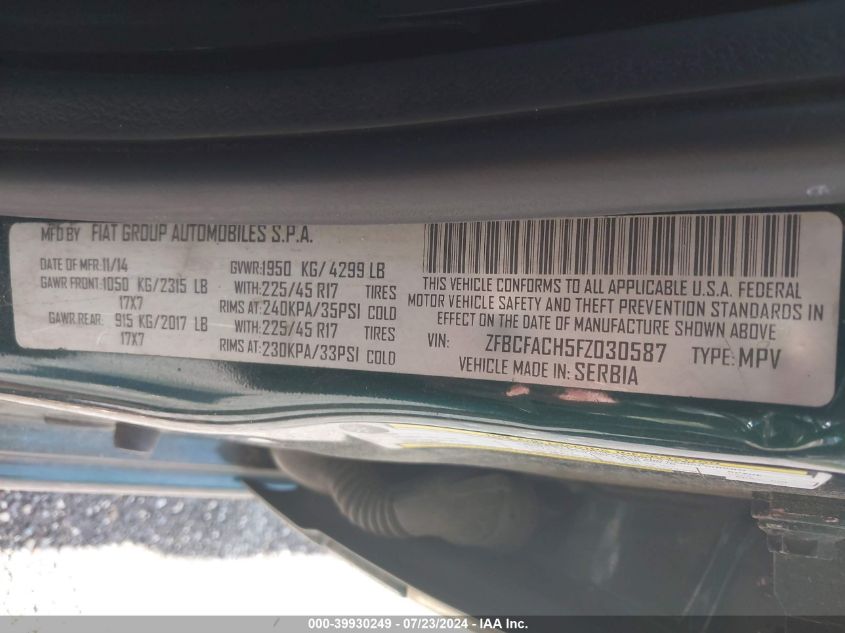 MFD BY FIAT GROUP AUTOMOBILES S.P.A.
DATE OF MFR: 11/14 GVWR: 1950 KG/ 4299 LB
GAWR FRONT: 1050 KG/2315 LB WITH: 225/45 R17 TIRES
17X7 RIMS AT: 240KPA/35PSI COLD
GAWR REAR: 915 KG/2017 LB WITH: 225/45 R17 TIRES
17X7 RIMS AT: 230KPA/33PSI COLD
THIS VEHICLE CONFORMS TO ALL APPLICABLE U.S.A. FEDERAL
MOTOR VEHICLE SAFETY AND THEFT PREVENTION STANDARDS IN
EFFECT ON THE DATE OF MANUFACTURE SHOWN ABOVE
VIN: ZFBCFACH5FZ030587 TYPE: MPV
VEHICLE MADE IN: SERBIA
000-39930249 - 07/23/2024 - IAA Inc.